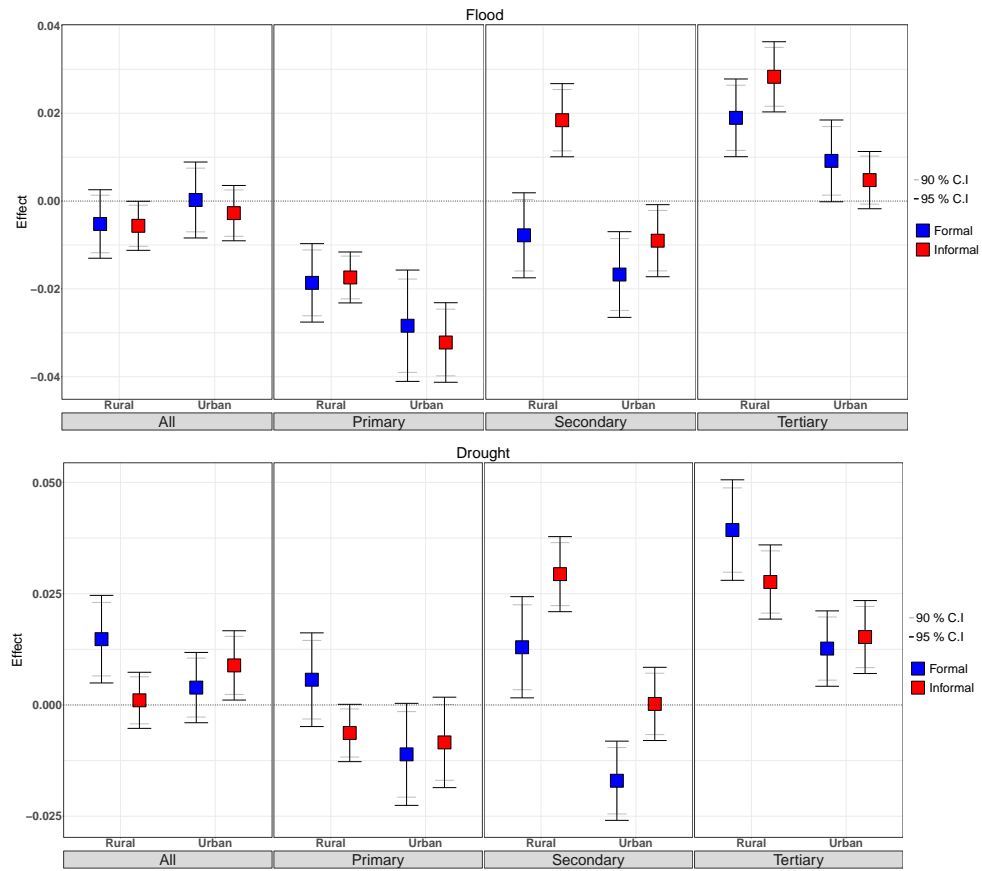 Flood
0.04
0.02
0.00
−0.02
−0.04
Effect
Rural Urban Rural Urban Rural Urban Rural Urban
All Primary Secondary Tertiary
90 % C.I
95 % C.I
Formal
Informal
Drought
0.050
0.025
0.000
−0.025
Effect
Rural Urban Rural Urban Rural Urban Rural Urban
All Primary Secondary Tertiary
90 % C.I
95 % C.I
Formal
Informal